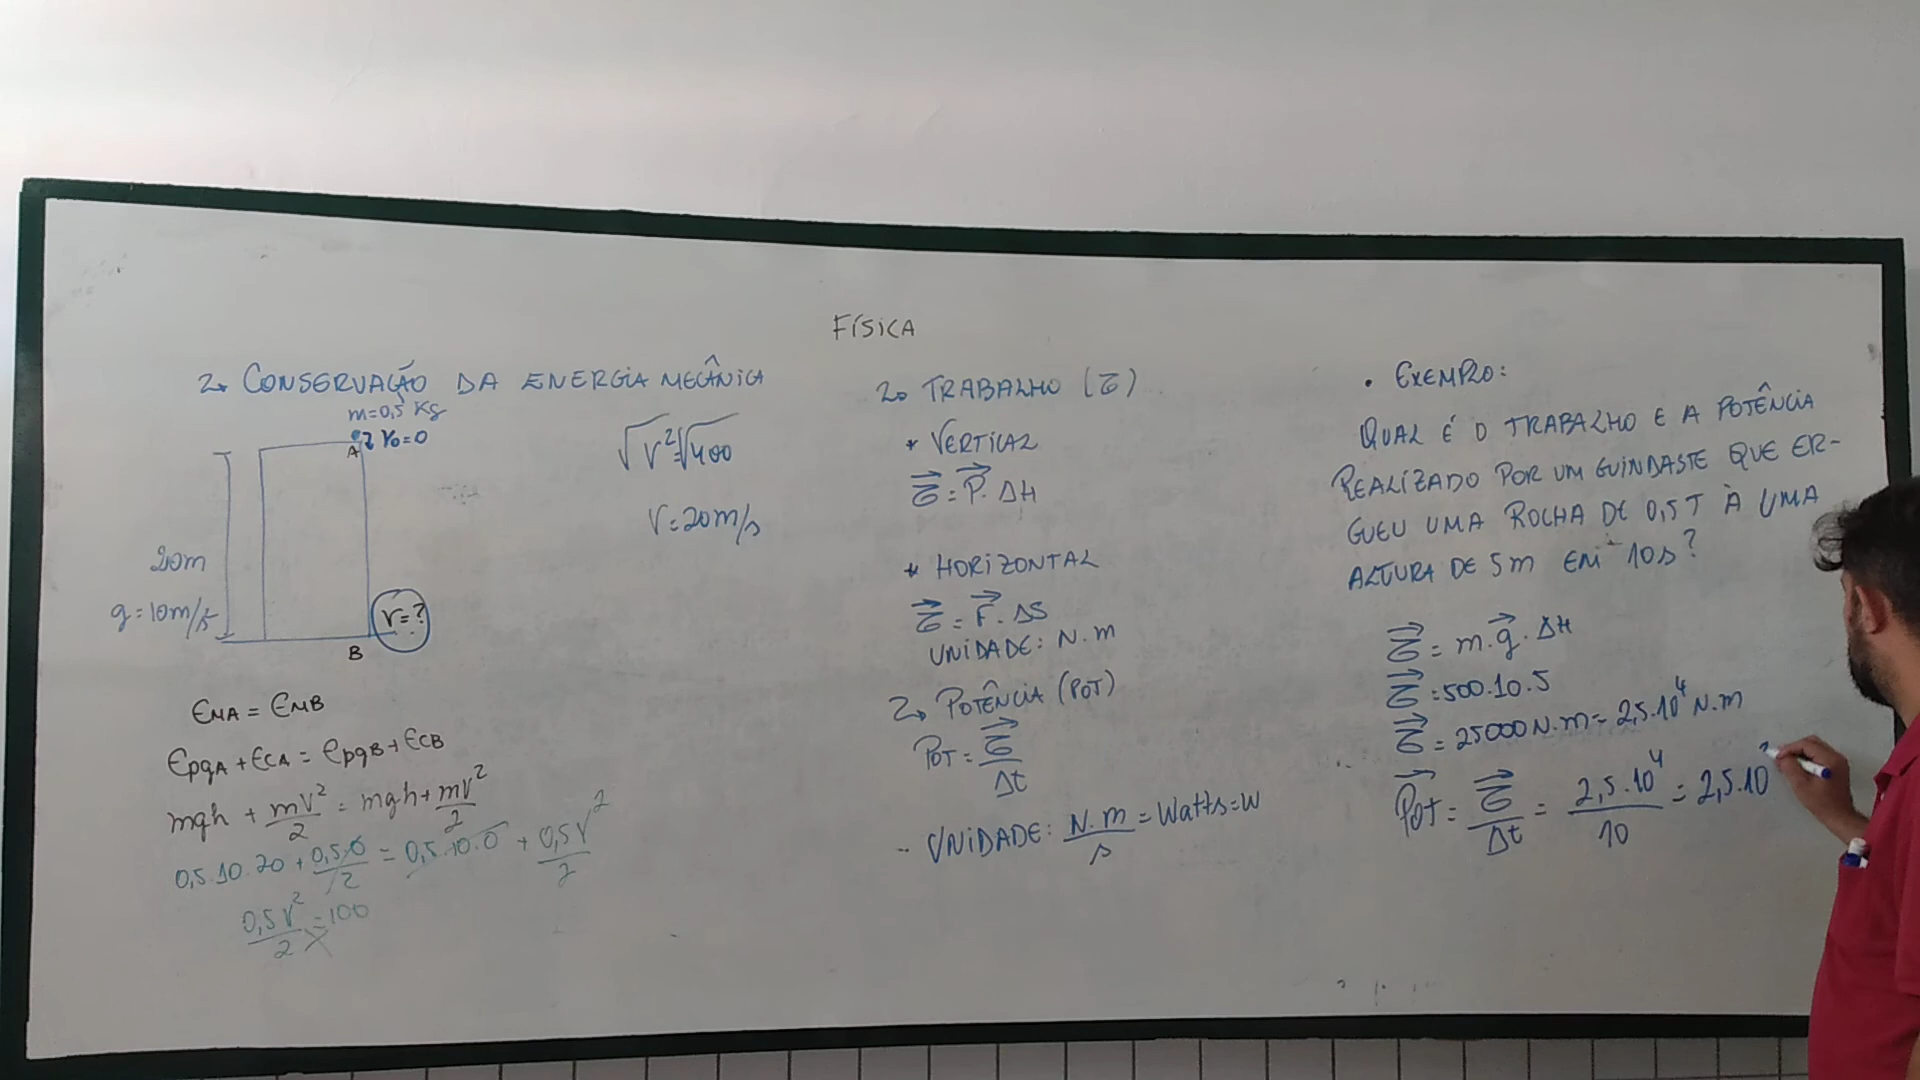 FÍSICA
CONSERVAÇÃO DA ENERGIA MECÂNICA
m=0,5 Kg
V₀=0
A
20m
g=10m/s
V=?
B
√V²=√400
V=20m/s
EMA = EMB
EpgA + ECA = EpgB + ECB
mgh + mV²/2 = mgh + mV²/2
0,5.10.20 + 0,5.0/2 = 0,5.10.0 + 0,5V²/2
0,5V²/2 = 100
TRABALHO (τ)
* VERTICAL
τ = P. ΔH
* HORIZONTAL
τ = F. ΔS
UNIDADE: N.m
POTÊNCIA (POT)
POT = τ/Δt
UNIDADE: N.m/s = Watts = W
• EXEMPLO:
QUAL É O TRABALHO E A POTÊNCIA
REALIZADO POR UM GUINDASTE QUE ER-
GUEU UMA ROCHA DE 0,5T À UMA
ALTURA DE 5m EM 10s?
τ = m.g.ΔH
τ = 500.10.5
τ = 25000 N.m = 2,5.10⁴ N.m
POT = τ/Δt = 2,5.10⁴/10 = 2,5.10